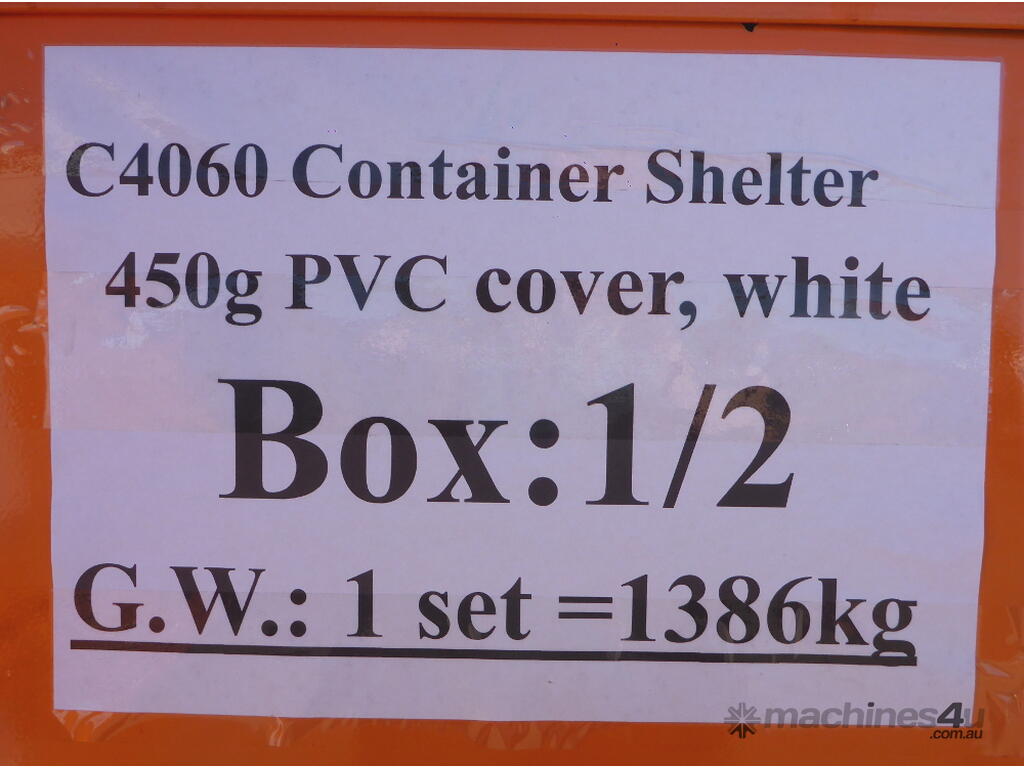 C4060 Container Shelter
450g PVC cover, white
Box:1/2
G.W.: 1 set =1386kg
machines4u
.com.au